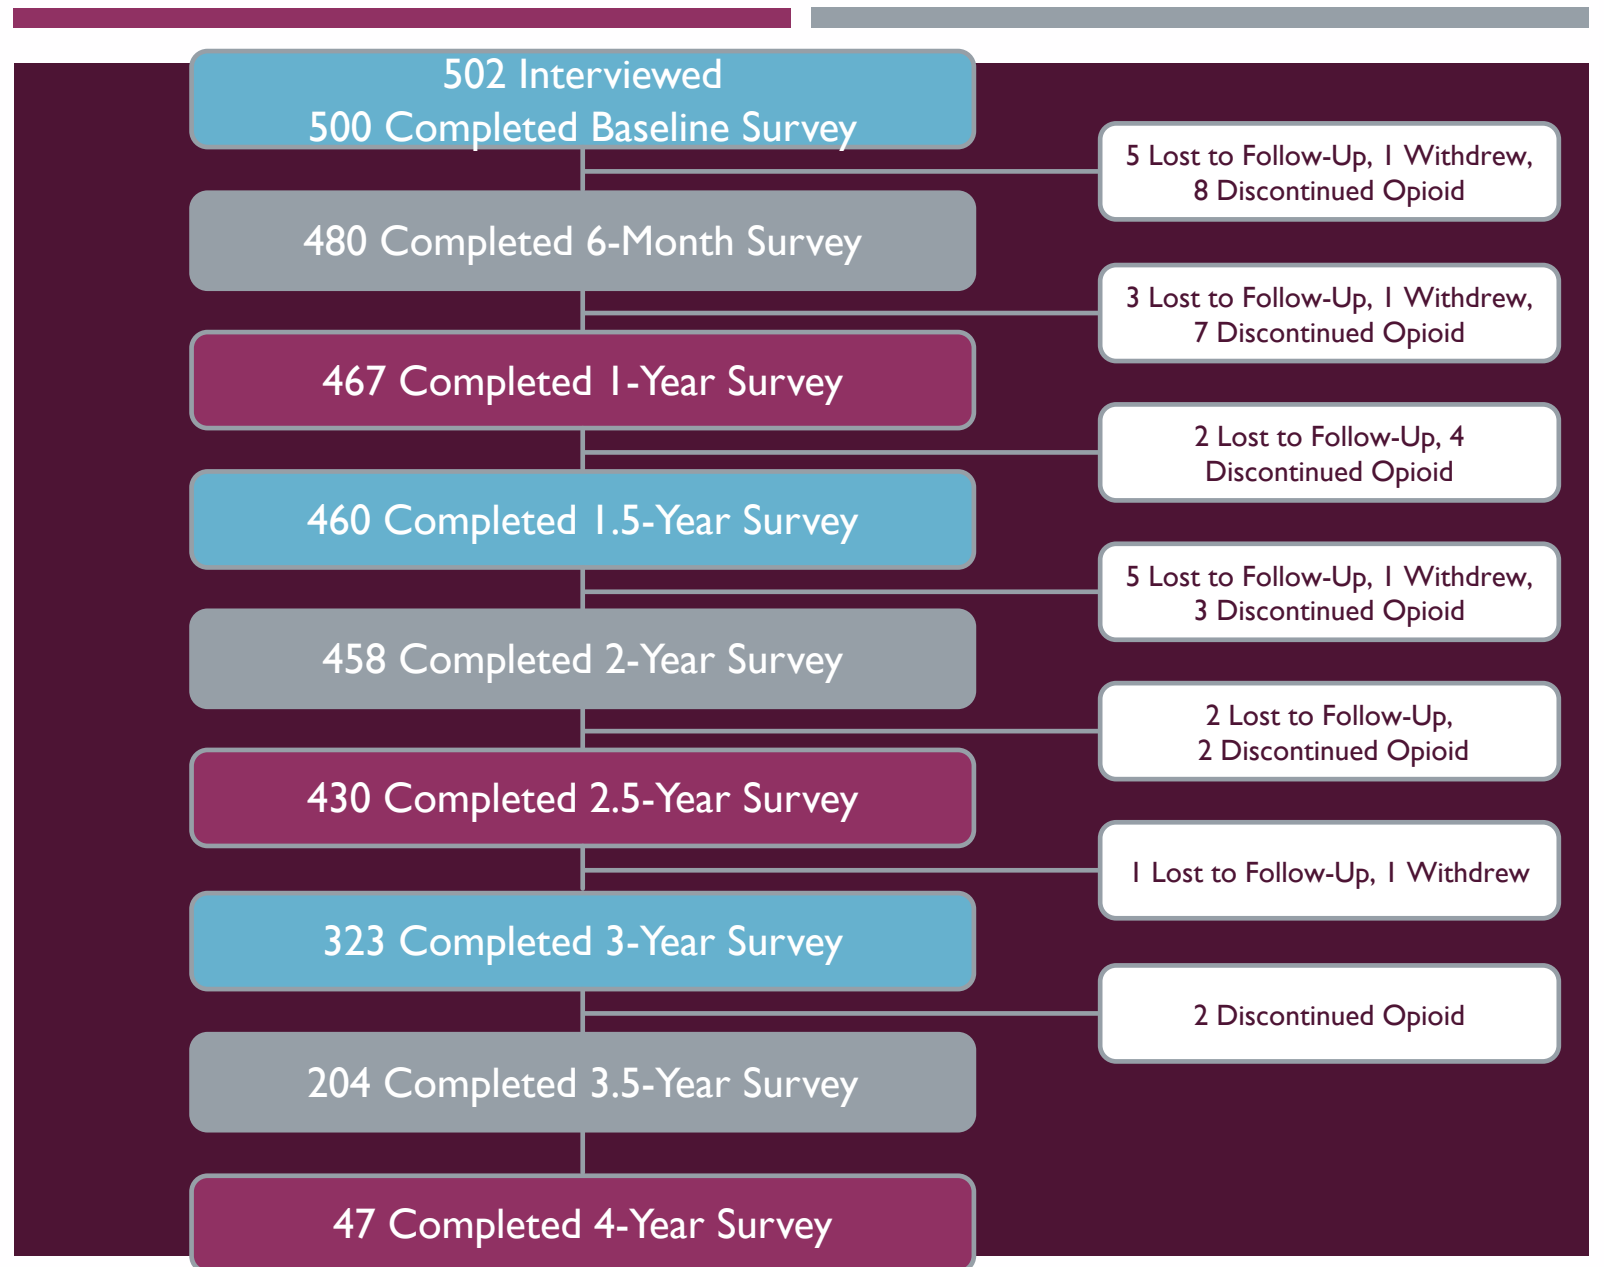 502 Interviewed
500 Completed Baseline Survey
5 Lost to Follow-Up, 1 Withdrew,
8 Discontinued Opioid
480 Completed 6-Month Survey
3 Lost to Follow-Up, 1 Withdrew,
7 Discontinued Opioid
467 Completed 1-Year Survey
2 Lost to Follow-Up, 4
Discontinued Opioid
460 Completed 1.5-Year Survey
5 Lost to Follow-Up, 1 Withdrew,
3 Discontinued Opioid
458 Completed 2-Year Survey
2 Lost to Follow-Up,
2 Discontinued Opioid
430 Completed 2.5-Year Survey
1 Lost to Follow-Up, 1 Withdrew
323 Completed 3-Year Survey
2 Discontinued Opioid
204 Completed 3.5-Year Survey
47 Completed 4-Year Survey